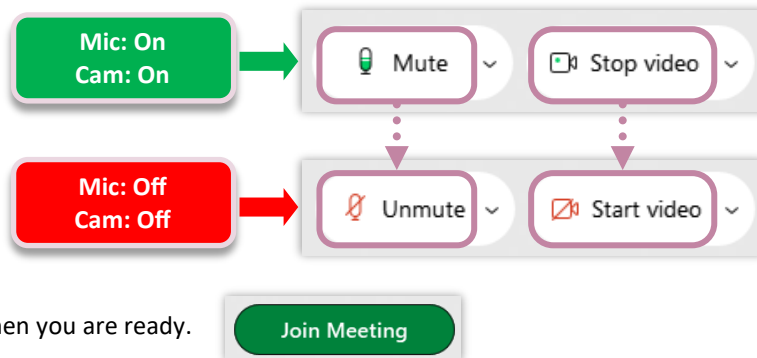 Mic: On
Cam: On
Mute
Stop video
Mic: Off
Cam: Off
Unmute
Start video
you are ready.
Join Meeting